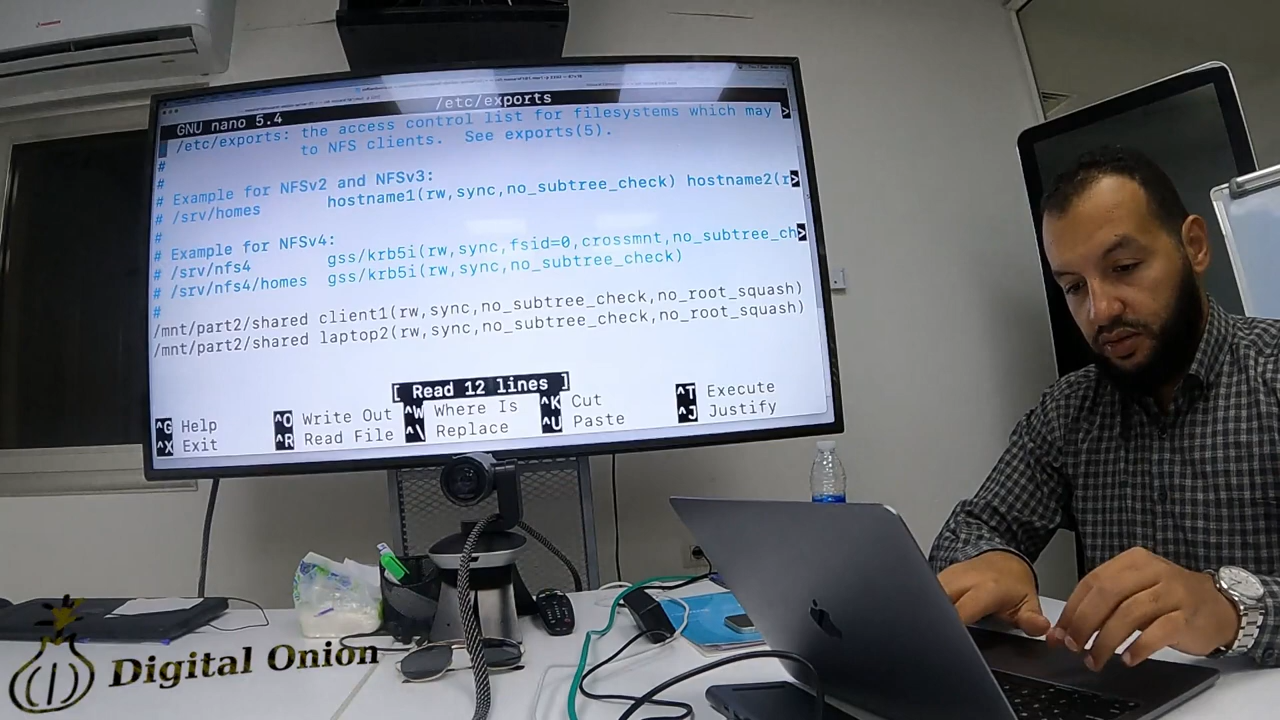 GNU nano 5.4
/etc/exports
/etc/exports: the access control list for filesystems which may >
to NFS clients. See exports(5).
#
#
# Example for NFSv2 and NFSv3:
# /srv/homes hostname1(rw,sync,no_subtree_check) hostname2(r>
#
# Example for NFSv4:
# /srv/nfs4 gss/krb5i(rw,sync,fsid=0,crossmnt,no_subtree_ch>
# /srv/nfs4/homes gss/krb5i(rw,sync,no_subtree_check)
#
/mnt/part2/shared client1(rw,sync,no_subtree_check,no_root_squash)
/mnt/part2/shared laptop2(rw,sync,no_subtree_check,no_root_squash)
[ Read 12 lines ]
^G Help ^O Write Out ^W Where Is ^K Cut ^T Execute
^X Exit ^R Read File ^\ Replace ^U Paste ^J Justify
Digital Onion